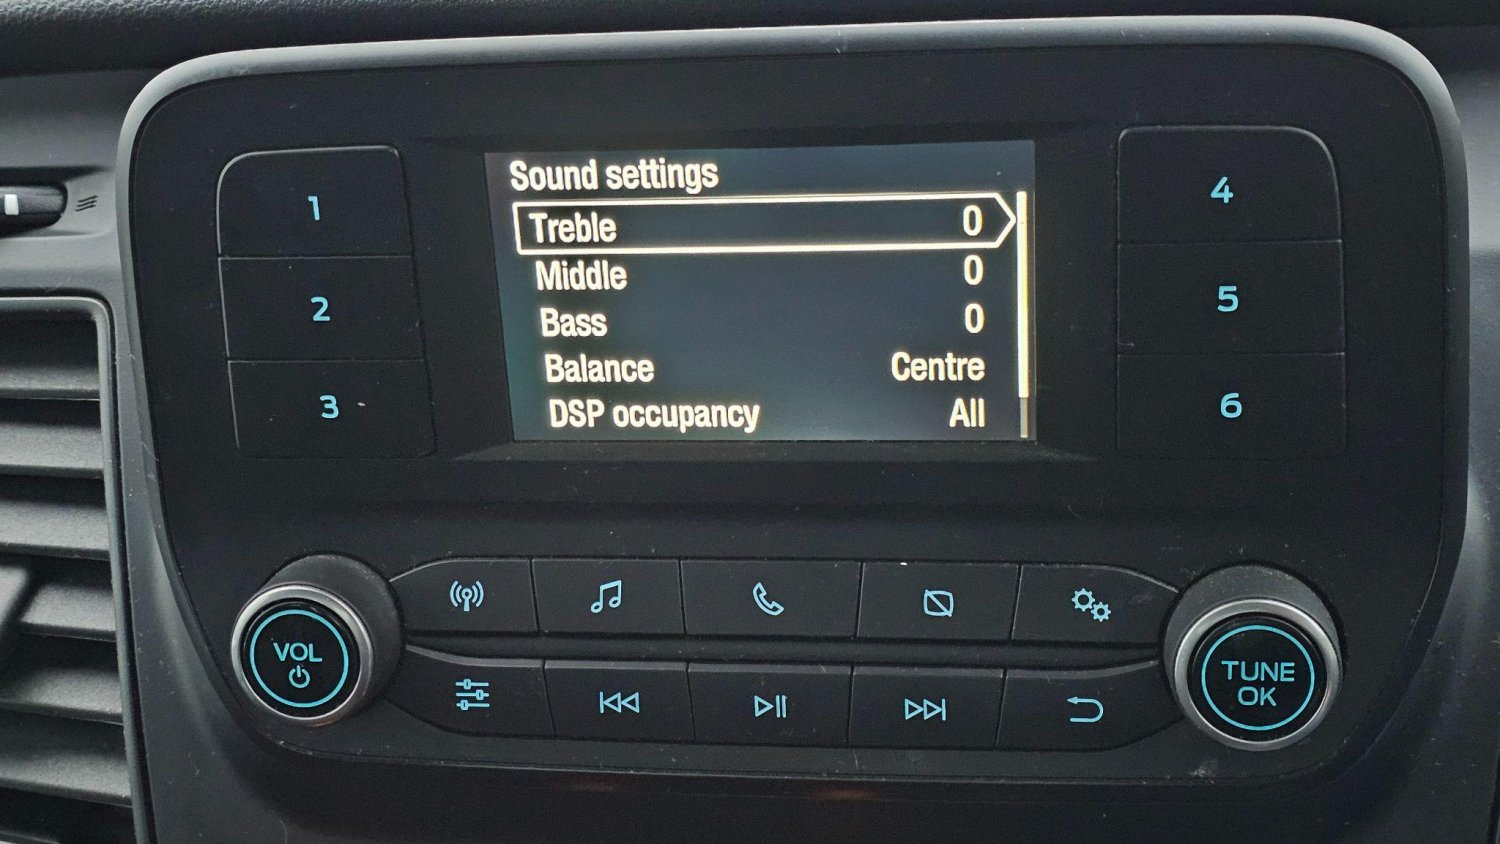 Sound settings
Treble 0
Middle 0
Bass 0
Balance Centre
DSP occupancy All
1
2
3
4
5
6
VOL
TUNE
OK